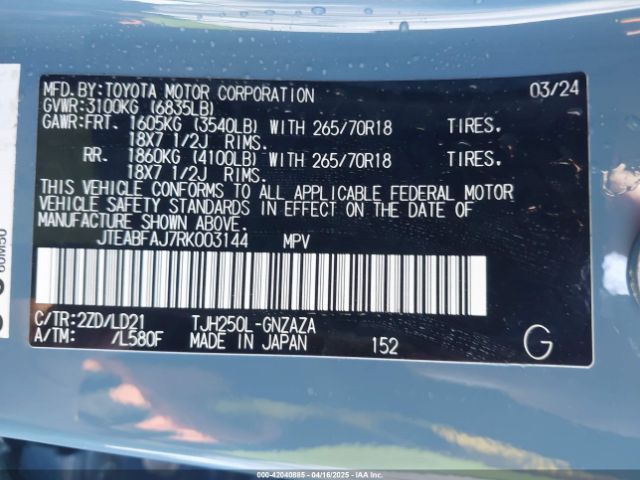 MFD.BY:TOYOTA MOTOR CORPORATION 03/24
GVWR:3100KG (6835LB)
GAWR:FRT. 1605KG (3540LB) WITH 265/70R18 TIRES.
18X7 1/2J RIMS.
RR. 1860KG (4100LB) WITH 265/70R18 TIRES.
18X7 1/2J RIMS.
THIS VEHICLE CONFORMS TO ALL APPLICABLE FEDERAL MOTOR
VEHICLE SAFETY STANDARDS IN EFFECT ON THE DATE OF
MANUFACTURE SHOWN ABOVE.
JTEABFAJ7RK003144 MPV
C/TR:2ZD/LD21 TJH250L-GNZAZA
A/TM: /L580F MADE IN JAPAN 152 G
60M50
000-42040885 - 04/16/2025 - IAA Inc.